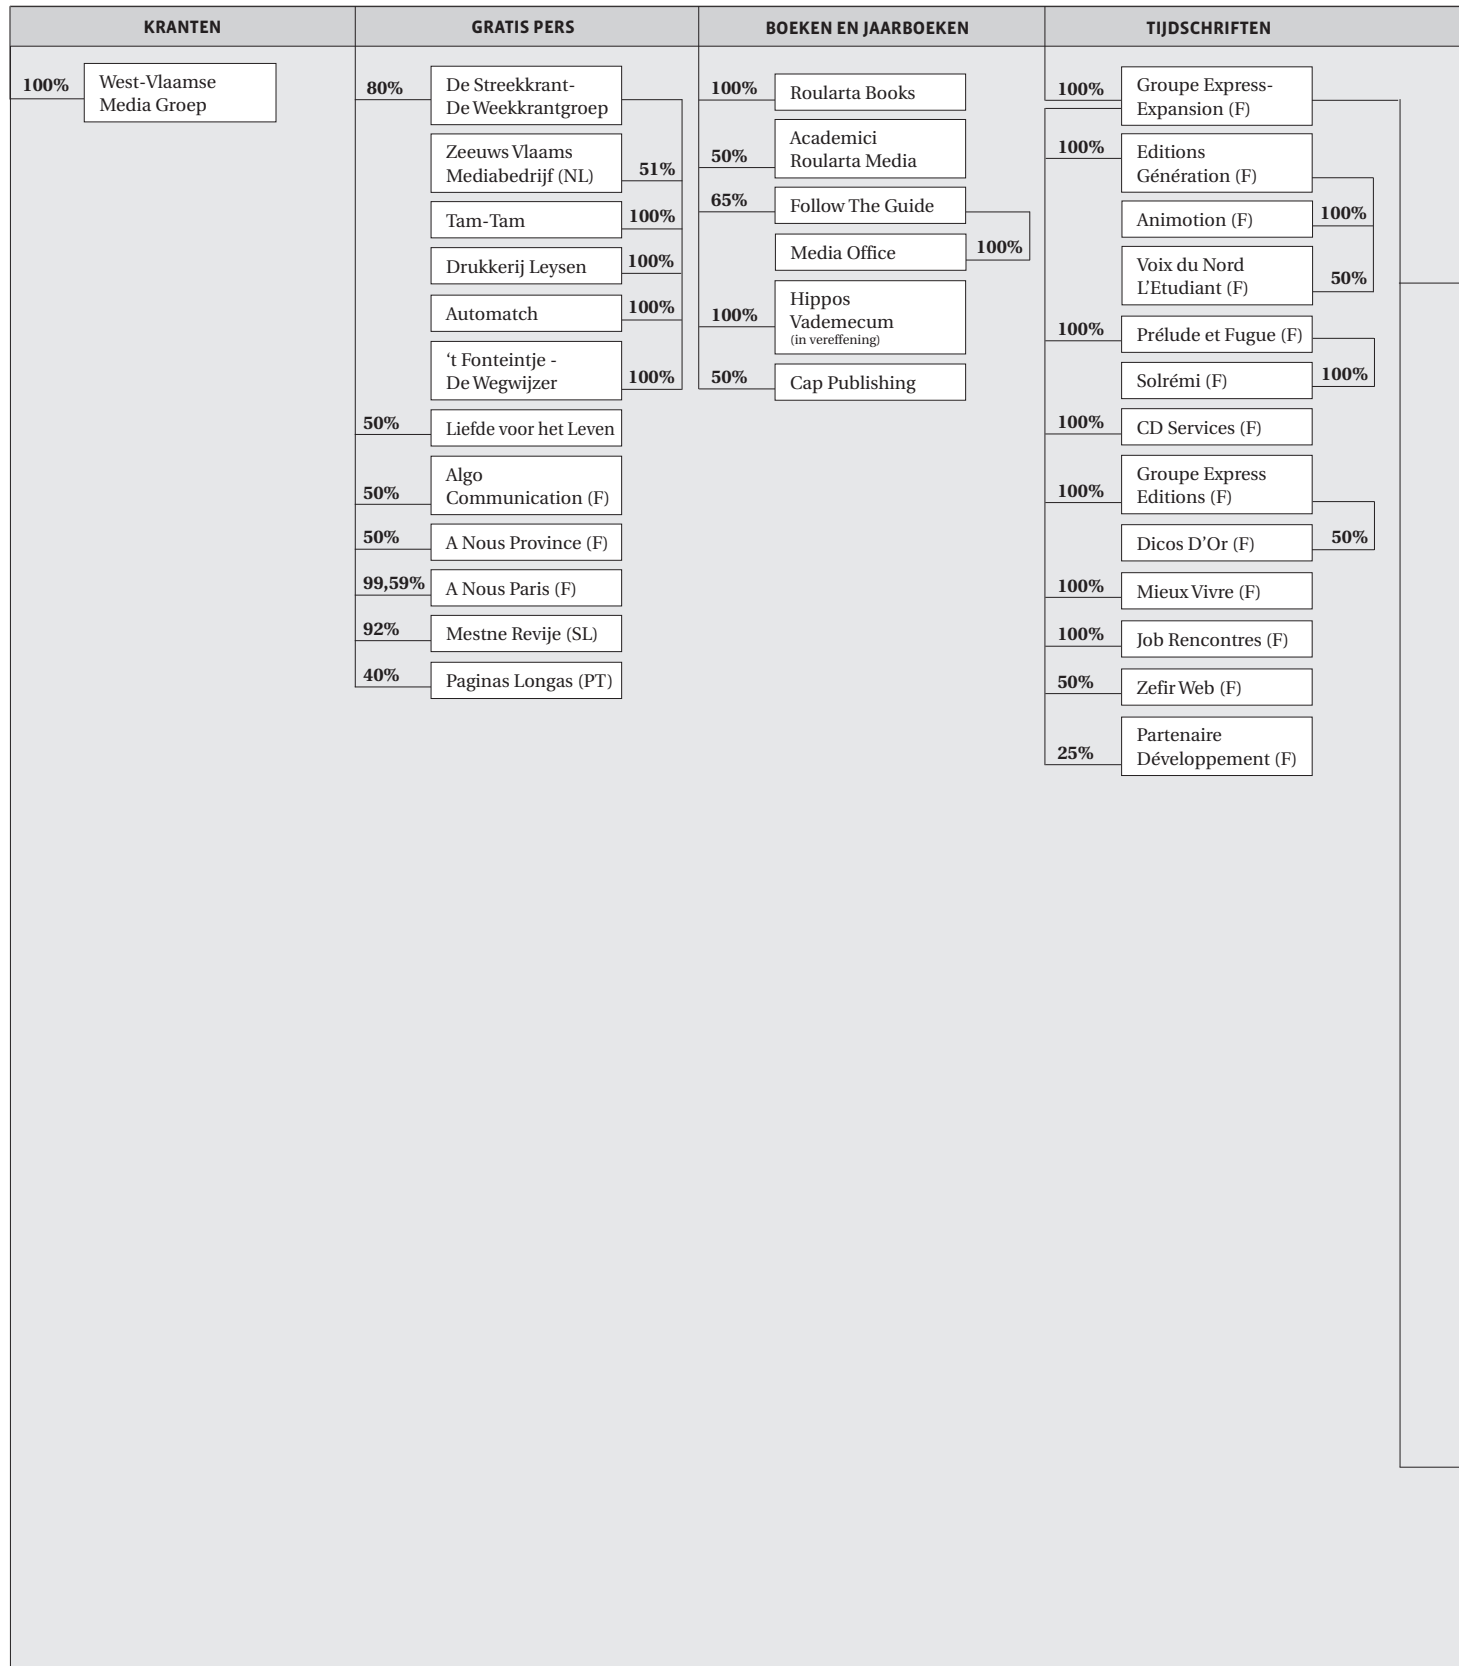 KRANTEN
100%
West-Vlaamse
Media Groep
GRATIS PERS
80%
De Streekkrant-
De Weekkrantgroep
Zeeuws Vlaams
Mediabedrijf (NL)
51%
Tam-Tam
100%
Drukkerij Leysen
100%
Automatch
100%
‘t Fonteintje -
De Wegwijzer
100%
50%
Liefde voor het Leven
50%
Algo
Communication (F)
50%
A Nous Province (F)
99,59%
A Nous Paris (F)
92%
Mestne Revije (SL)
40%
Paginas Longas (PT)
BOEKEN EN JAARBOEKEN
100%
Roularta Books
50%
Academici
Roularta Media
65%
Follow The Guide
Media Office
100%
100%
Hippos
Vademecum
(in vereffening)
50%
Cap Publishing
TIJDSCHRIFTEN
100%
Groupe Express-
Expansion (F)
100%
Editions
Génération (F)
Animotion (F)
100%
Voix du Nord
L’Etudiant (F)
50%
100%
Prélude et Fugue (F)
Solrémi (F)
100%
100%
CD Services (F)
100%
Groupe Express
Editions (F)
Dicos D’Or (F)
50%
100%
Mieux Vivre (F)
100%
Job Rencontres (F)
50%
Zefir Web (F)
25%
Partenaire
Développement (F)